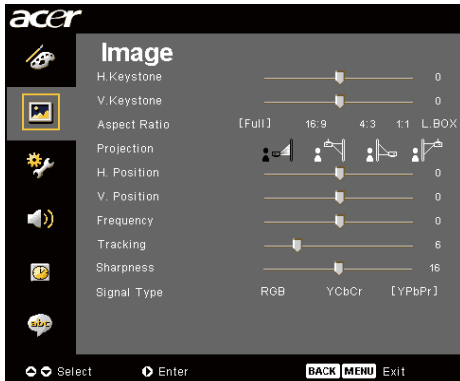 acer
Image
H.Keystone 0
V.Keystone 0
Aspect Ratio [Full] 16:9 4:3 1:1 L.BOX
Projection
H. Position 0
V. Position 0
Frequency 0
Tracking 6
Sharpness 16
Signal Type RGB YCbCr [YPbPr]
abc
Select Enter BACK MENU Exit